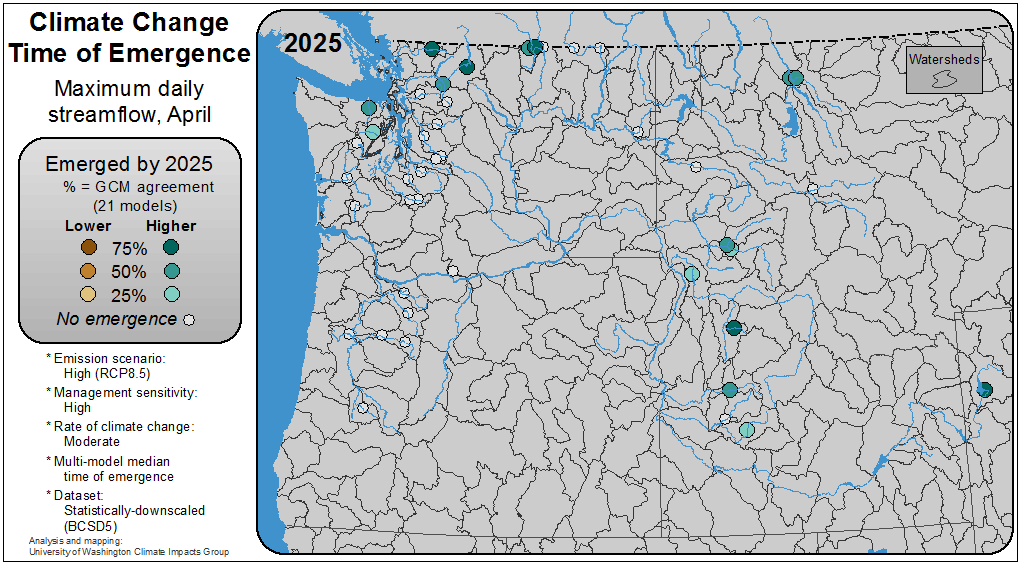 Climate Change
Time of Emergence
Maximum daily
streamflow, April
Emerged by 2025
% = GCM agreement
(21 models)
Lower Higher
75%
50%
25%
No emergence
* Emission scenario:
High (RCP8.5)
* Management sensitivity:
High
* Rate of climate change:
Moderate
* Multi-model median
time of emergence
* Dataset:
Statistically-downscaled
(BCSD5)
Analysis and mapping:
University of Washington Climate Impacts Group
2025
Watersheds